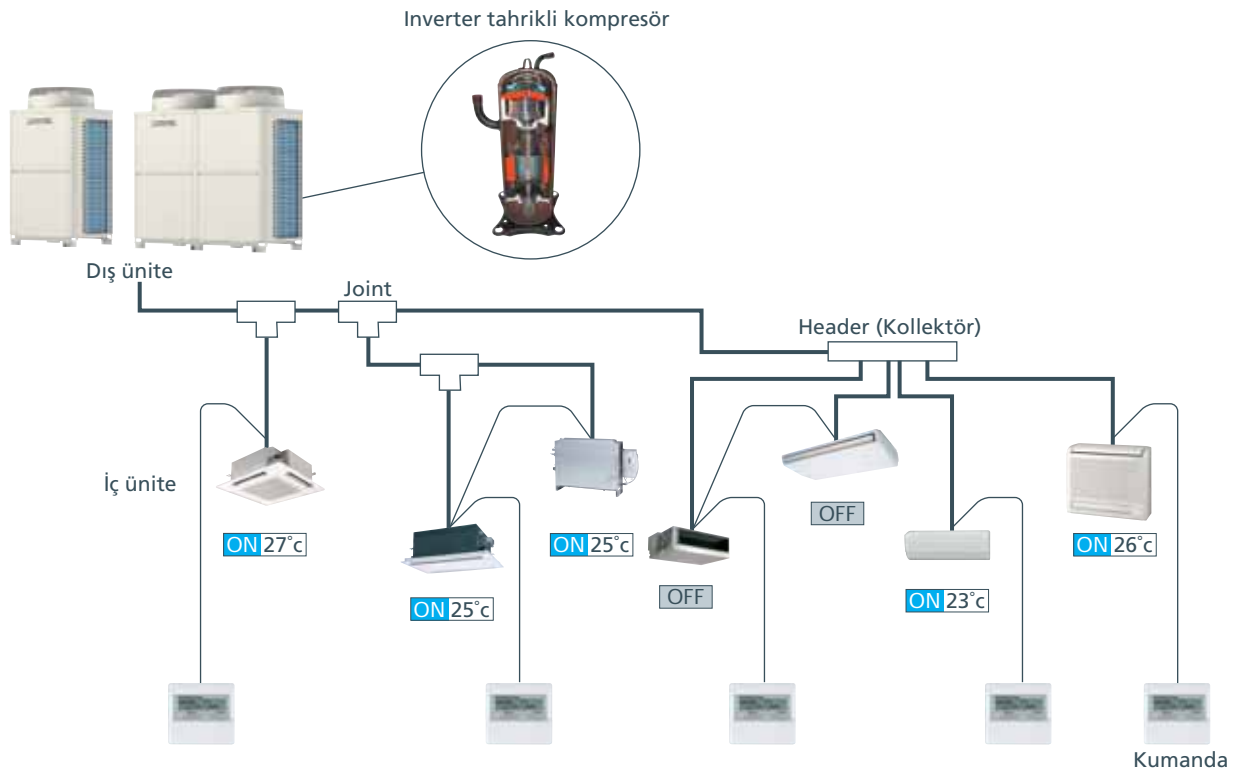 Inverter tahrikli kompresör
Dış ünite
Joint
Header (Kollektör)
İç ünite
OFF
ON 27˚c
ON 25˚c
ON 26˚c
OFF
ON 23˚c
ON 25˚c
Kumanda